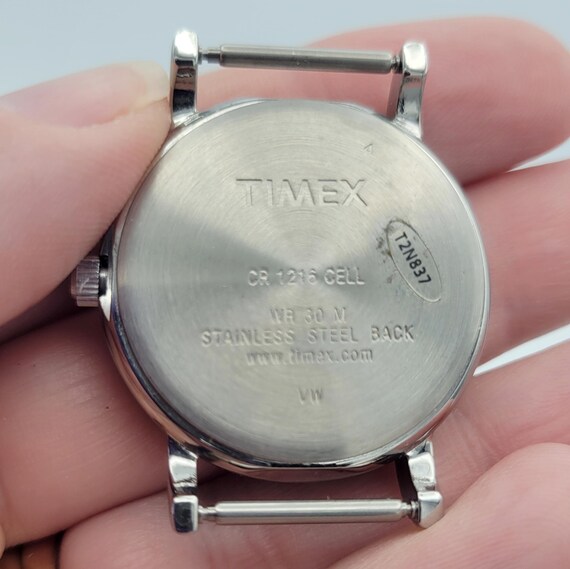 TIMEX
T2N837
CR 1216 CELL
WR 30 M
STAINLESS STEEL BACK
www.timex.com
VW